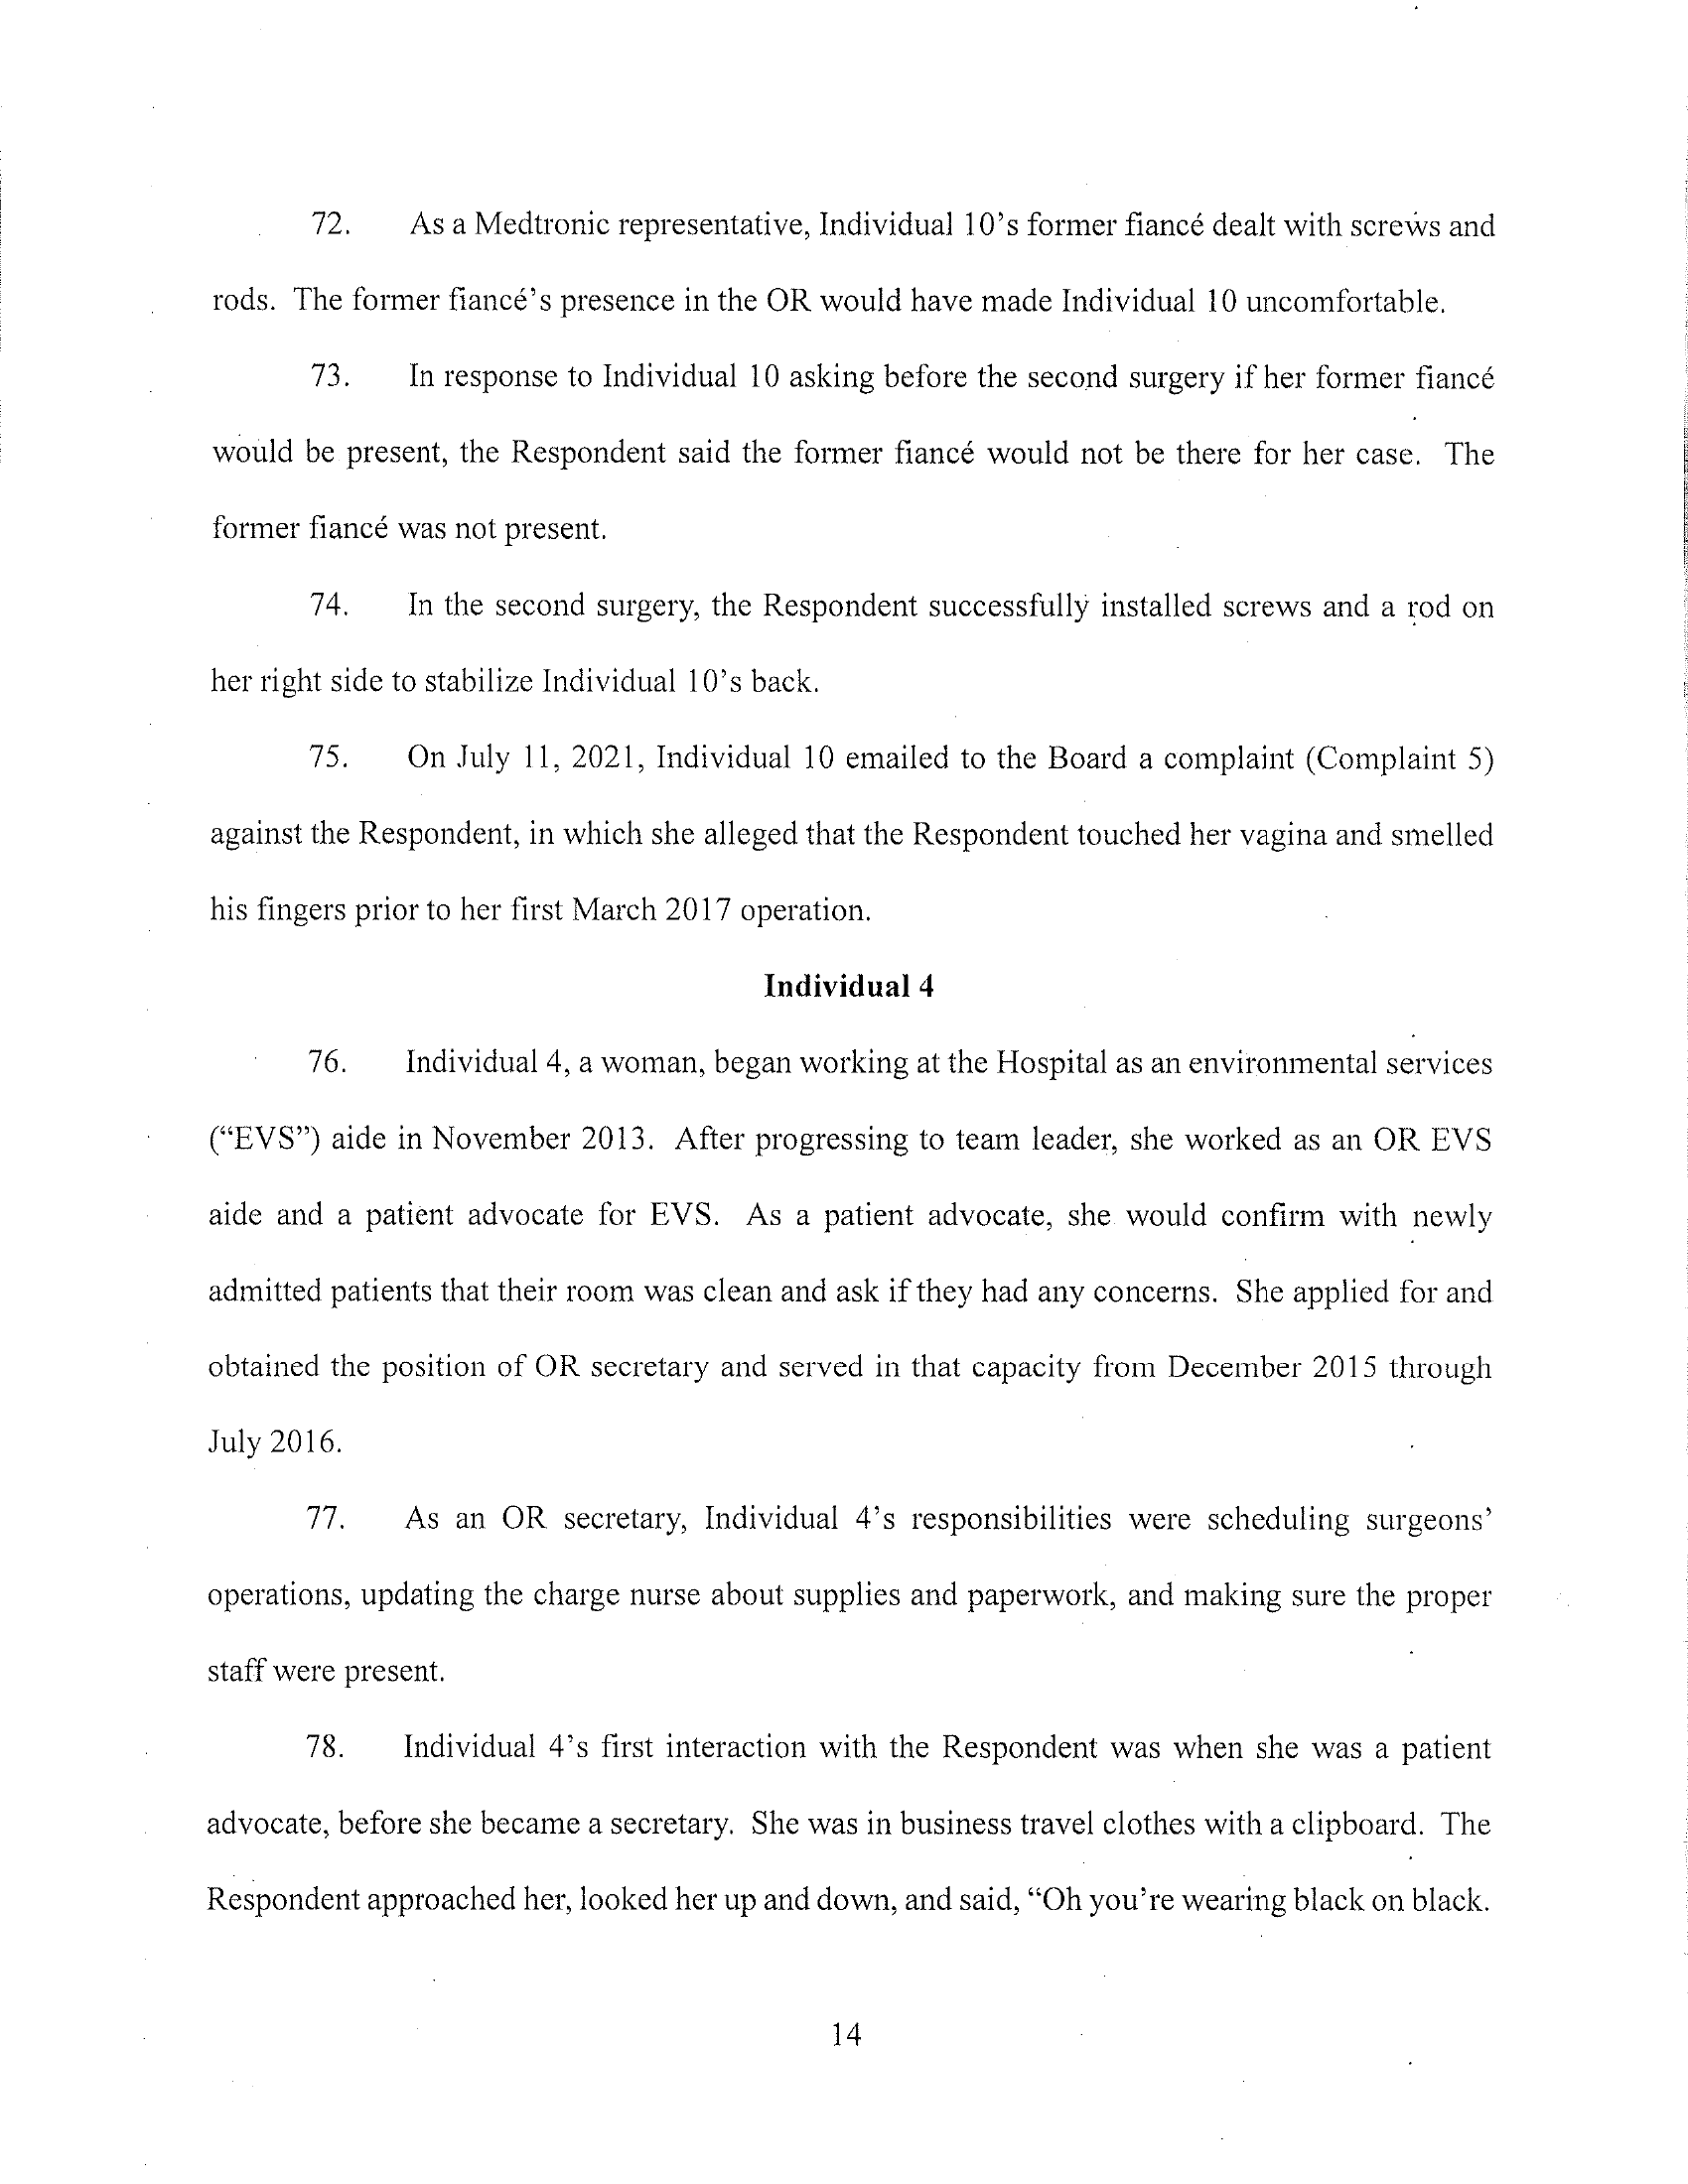 72. As a Medtronic representative, Individual 10's former fiancé dealt with screws and
rods. The former fiancé's presence in the OR would have made Individual 10 uncomfortable.
73. In response to Individual 10 asking before the second surgery if her former fiancé
would be present, the Respondent said the former fiancé would not be there for her case. The
former fiancé was not present.
74. In the second surgery, the Respondent successfully installed screws and a rod on
her right side to stabilize Individual 10's back.
75. On July 11, 2021, Individual 10 emailed to the Board a complaint (Complaint 5)
against the Respondent, in which she alleged that the Respondent touched her vagina and smelled
his fingers prior to her first March 2017 operation.
Individual 4
76. Individual 4, a woman, began working at the Hospital as an environmental services
("EVS") aide in November 2013. After progressing to team leader, she worked as an OR EVS
aide and a patient advocate for EVS. As a patient advocate, she would confirm with newly
admitted patients that their room was clean and ask if they had any concerns. She applied for and
obtained the position of OR secretary and served in that capacity from December 2015 through
July 2016.
77. As an OR secretary, Individual 4's responsibilities were scheduling surgeons'
operations, updating the charge nurse about supplies and paperwork, and making sure the proper
staff were present.
78. Individual 4's first interaction with the Respondent was when she was a patient
advocate, before she became a secretary. She was in business travel clothes with a clipboard. The
Respondent approached her, looked her up and down, and said, "Oh you're wearing black on black.
14